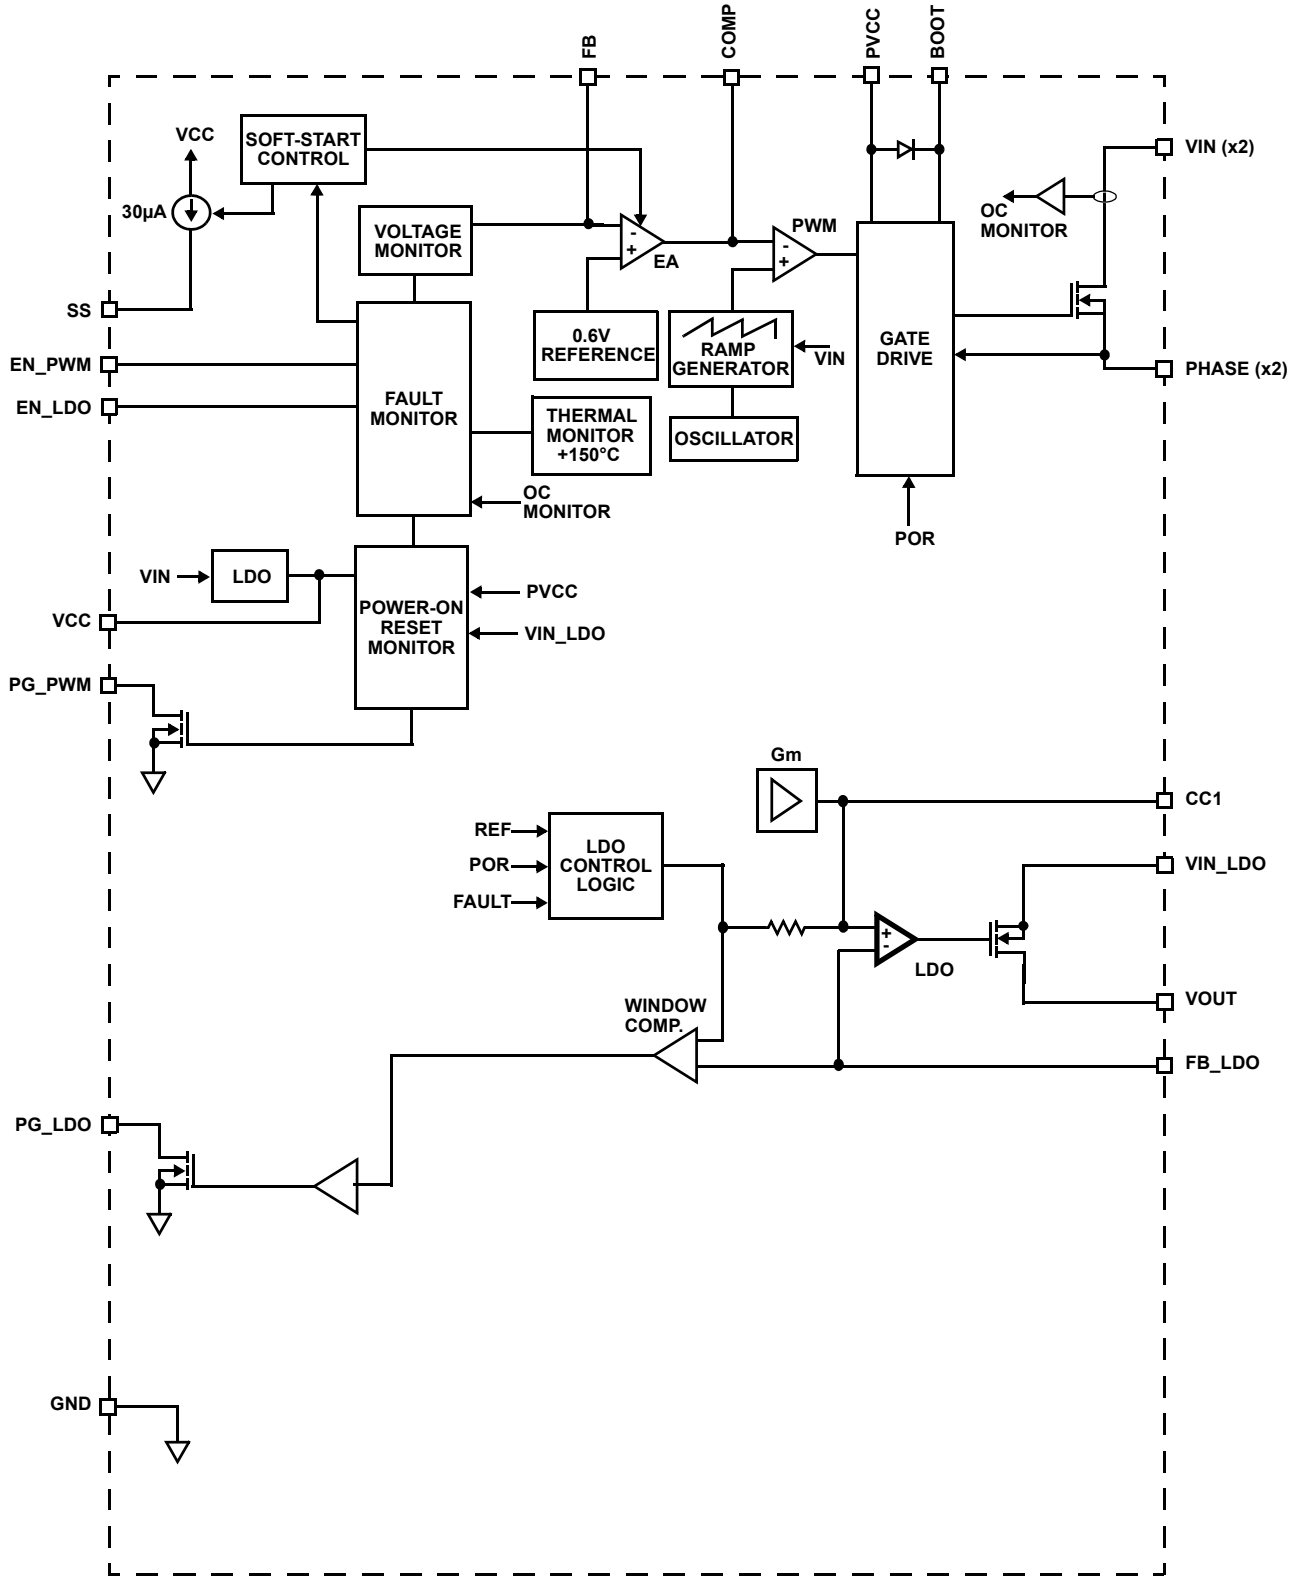 FB
COMP
PVCC
BOOT
VCC
SOFT-START
CONTROL
VIN (x2)
30µA
OC
MONITOR
VOLTAGE
MONITOR
-
+
EA
PWM
-
+
SS
0.6V
REFERENCE
RAMP
GENERATOR
VIN
GATE
DRIVE
EN_PWM
PHASE (x2)
EN_LDO
FAULT
MONITOR
THERMAL
MONITOR
+150°C
OSCILLATOR
OC
MONITOR
POR
VIN
LDO
PVCC
POWER-ON
RESET
MONITOR
VCC
VIN_LDO
PG_PWM
Gm
CC1
REF
POR
FAULT
LDO
CONTROL
LOGIC
VIN_LDO
+
-
LDO
WINDOW
COMP.
VOUT
FB_LDO
PG_LDO
GND